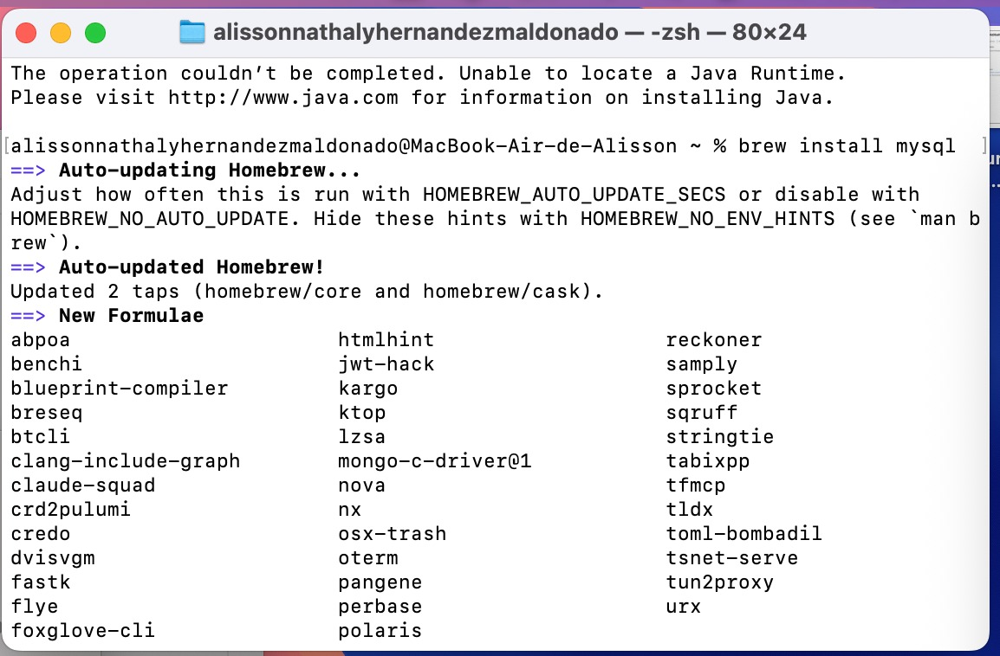 alissonnathalyhernandezmaldonado — -zsh — 80×24
The operation couldn’t be completed. Unable to locate a Java Runtime.
Please visit http://www.java.com for information on installing Java.
[alissonnathalyhernandezmaldonado@MacBook-Air-de-Alisson ~ % brew install mysql ]
==> Auto-updating Homebrew...
Adjust how often this is run with HOMEBREW_AUTO_UPDATE_SECS or disable with
HOMEBREW_NO_AUTO_UPDATE. Hide these hints with HOMEBREW_NO_ENV_HINTS (see `man b
rew`).
==> Auto-updated Homebrew!
Updated 2 taps (homebrew/core and homebrew/cask).
==> New Formulae
abpoa htmlhint reckoner
benchi jwt-hack samply
blueprint-compiler kargo sprocket
breseq ktop sqruff
btcli lzsa stringtie
clang-include-graph mongo-c-driver@1 tabixpp
claude-squad nova tfmcp
crd2pulumi nx tldx
credo osx-trash toml-bombadil
dvisvgm oterm tsnet-serve
fastk pangene tun2proxy
flye perbase urx
foxglove-cli polaris